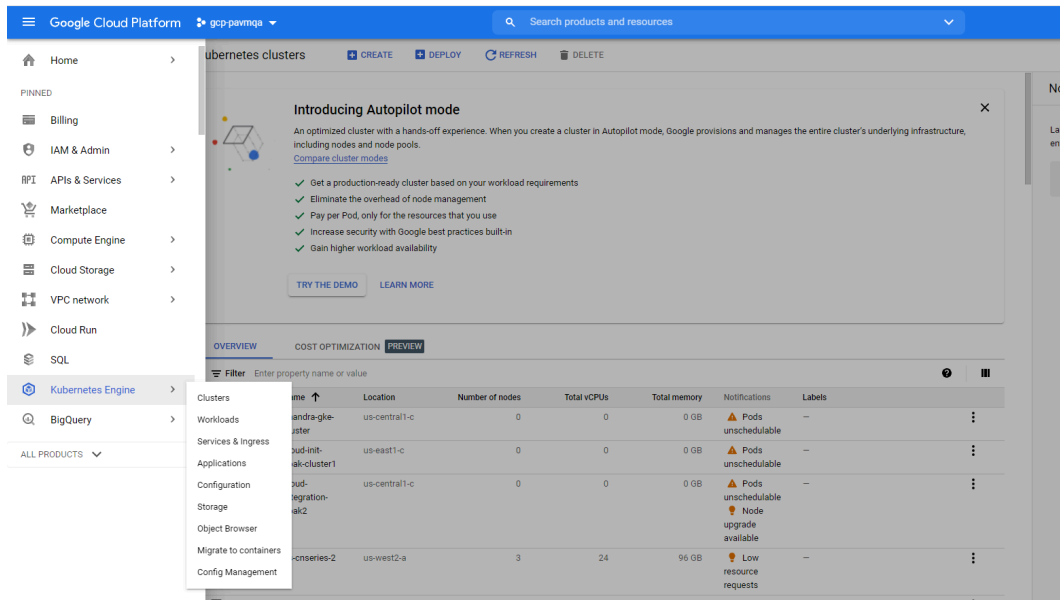 Google Cloud Platform
gcp-pavmqa
Search products and resources
Home
PINNED
Billing
IAM & Admin
API APIs & Services
Marketplace
Compute Engine
Cloud Storage
VPC network
Cloud Run
SQL
Kubernetes Engine
BigQuery
ALL PRODUCTS
Clusters
Workloads
Services & Ingress
Applications
Configuration
Storage
Object Browser
Migrate to containers
Config Management
ubernetes clusters
CREATE
DEPLOY
REFRESH
DELETE
Introducing Autopilot mode
An optimized cluster with a hands-off experience. When you create a cluster in Autopilot mode, Google provisions and manages the entire cluster's underlying infrastructure,
including nodes and node pools.
Compare cluster modes
Get a production-ready cluster based on your workload requirements
Eliminate the overhead of node management
Pay per Pod, only for the resources that you use
Increase security with Google best practices built-in
Gain higher workload availability
TRY THE DEMO
LEARN MORE
No
La
en
OVERVIEW
COST OPTIMIZATION PREVIEW
Filter Enter property name or value
ame Location Number of nodes Total vCPUs Total memory Notifications Labels
andra-gke- us-central1-c 0 0 0 GB Pods –
uster unschedulable
oud-init- us-east1-c 0 0 0 GB Pods –
ak-cluster1 unschedulable
oud- us-central1-c 0 0 0 GB Pods –
tegration- unschedulable
ak2 Node
upgrade
available
-cnseries-2 us-west2-a 3 24 96 GB Low –
resource
requests